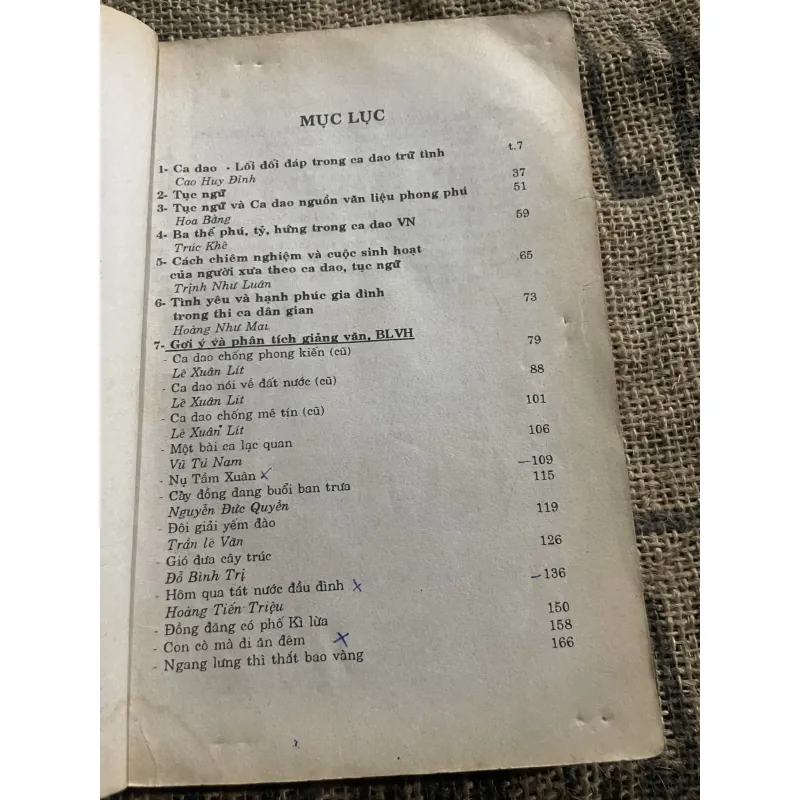 MỤC LỤC
1- Ca dao - Lối đối đáp trong ca dao trữ tình t.7
Cao Huy Đỉnh
2- Tục ngữ 37
3- Tục ngữ và Ca dao nguồn văn liệu phong phú 51
Hoa Bằng
4- Ba thể phú, tỷ, hứng trong ca dao VN 59
Trúc Khê
5- Cách chiêm nghiệm và cuộc sinh hoạt
của người xưa theo ca dao, tục ngữ 65
Trịnh Như Luân
6- Tình yêu và hạnh phúc gia đình
trong thi ca dân gian 73
Hoàng Như Mai
7- Gợi ý và phân tích giảng văn, BLVH
- Ca dao chống phong kiến (cũ) 79
Lê Xuân Lít
- Ca dao nói về đất nước (cũ) 88
Lê Xuân Lít
- Ca dao chống mê tín (cũ) 101
Lê Xuân Lít
- Một bài ca lạc quan 106
Vũ Tú Nam
- Nụ Tầm Xuân x —109
- Cày đồng đang buổi ban trưa 115
Nguyễn Đức Quyền
- Đôi giải yếm đào 119
Trần lê Văn
- Gió đưa cây trúc 126
Đỗ Bình Trị
- Hôm qua tát nước đầu đình x —136
Hoàng Tiến Triệu
- Đồng đăng có phố Kì lừa 150
- Con cò mà đi ăn đêm x 158
- Ngang lưng thì thắt bao vàng 166